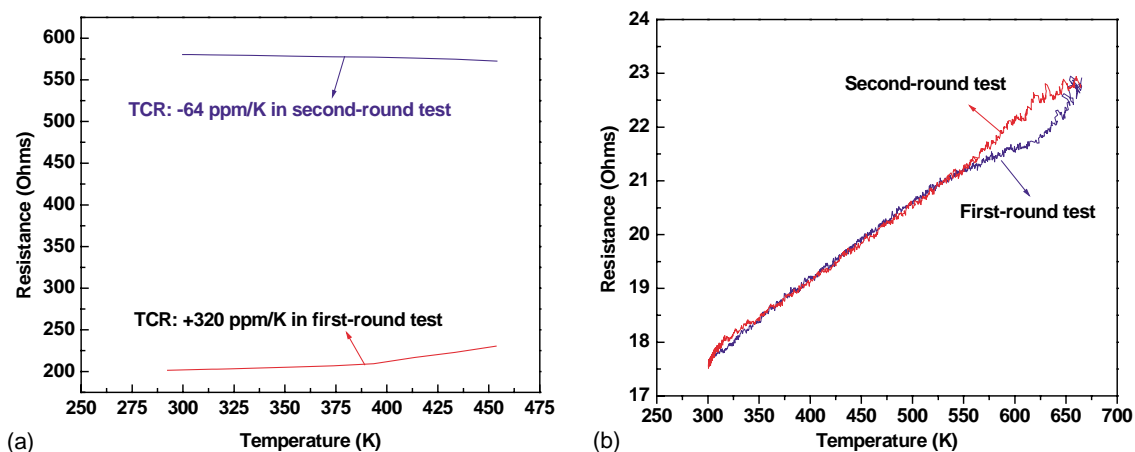 600
550
500
450
400
350
300
250
200
Resistance (Ohms)
TCR: -64 ppm/K in second-round test
TCR: +320 ppm/K in first-round test
250 275 300 325 350 375 400 425 450 475
Temperature (K)
(a)
24
23
22
21
20
19
18
17
Resistance (Ohms)
Second-round test
First-round test
250 300 350 400 450 500 550 600 650 700
Temperature (K)
(b)